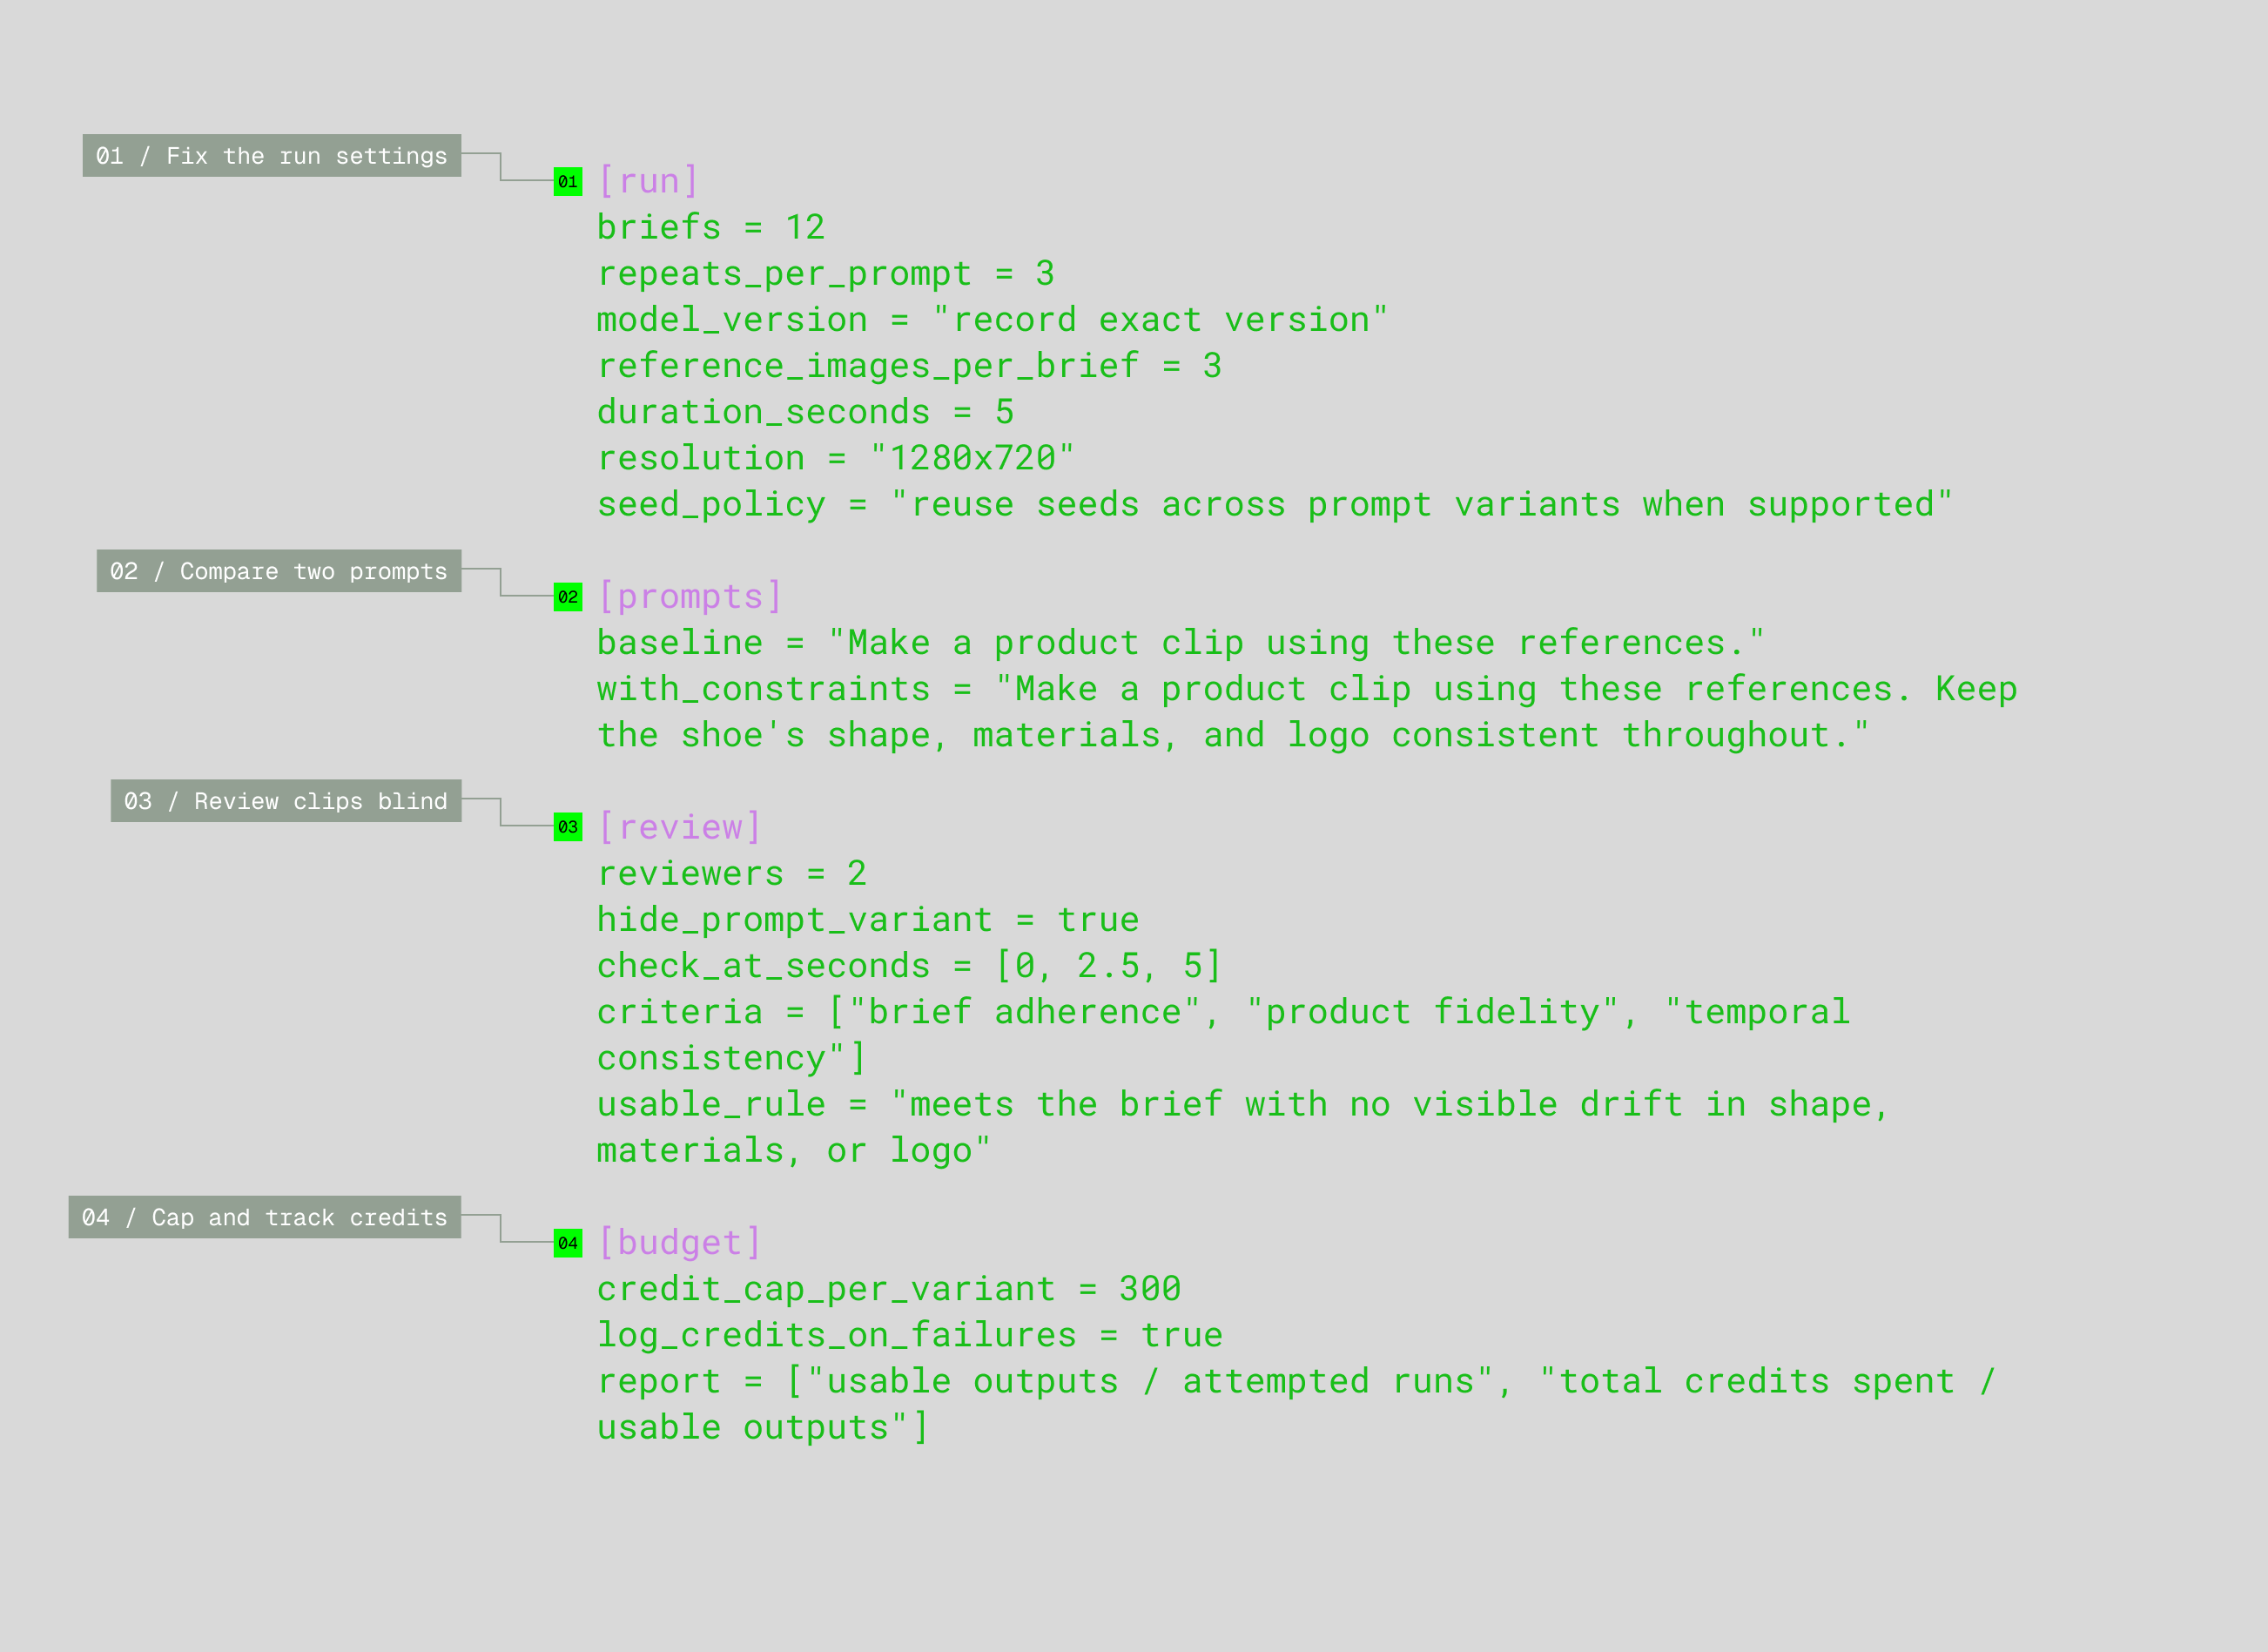 01 / Fix the run settings
01 [run]
briefs = 12
repeats_per_prompt = 3
model_version = "record exact version"
reference_images_per_brief = 3
duration_seconds = 5
resolution = "1280x720"
seed_policy = "reuse seeds across prompt variants when supported"
02 / Compare two prompts
02 [prompts]
baseline = "Make a product clip using these references."
with_constraints = "Make a product clip using these references. Keep
the shoe's shape, materials, and logo consistent throughout."
03 / Review clips blind
03 [review]
reviewers = 2
hide_prompt_variant = true
check_at_seconds = [0, 2.5, 5]
criteria = ["brief adherence", "product fidelity", "temporal
consistency"]
usable_rule = "meets the brief with no visible drift in shape,
materials, or logo"
04 / Cap and track credits
04 [budget]
credit_cap_per_variant = 300
log_credits_on_failures = true
report = ["usable outputs / attempted runs", "total credits spent /
usable outputs"]